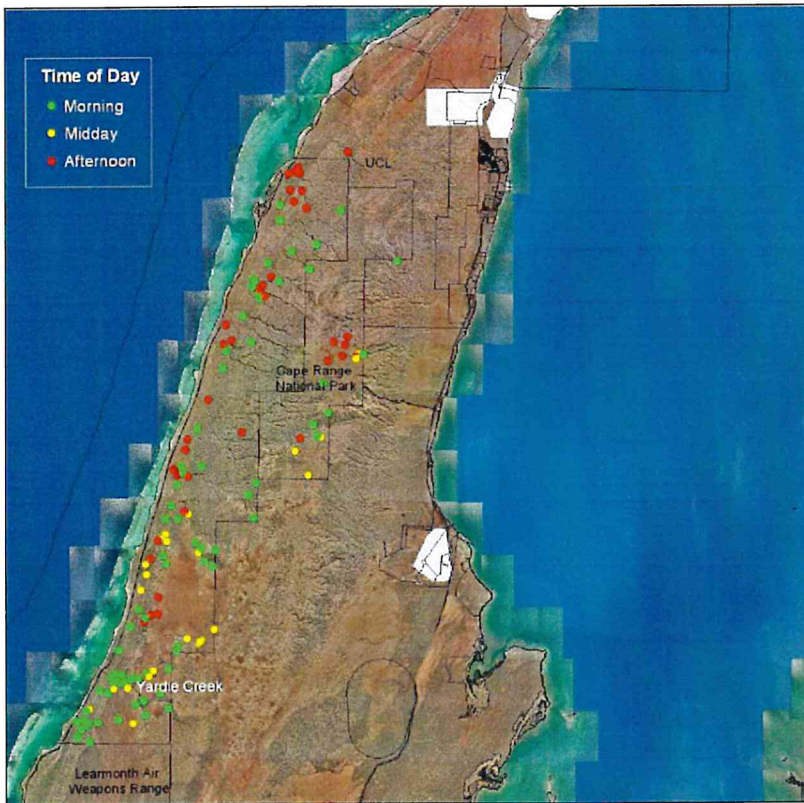 Time of Day
Morning
Midday
Afternoon
UCL
Cape Range
National Park
Yardie Creek
Learmonth Air
Weapons Range